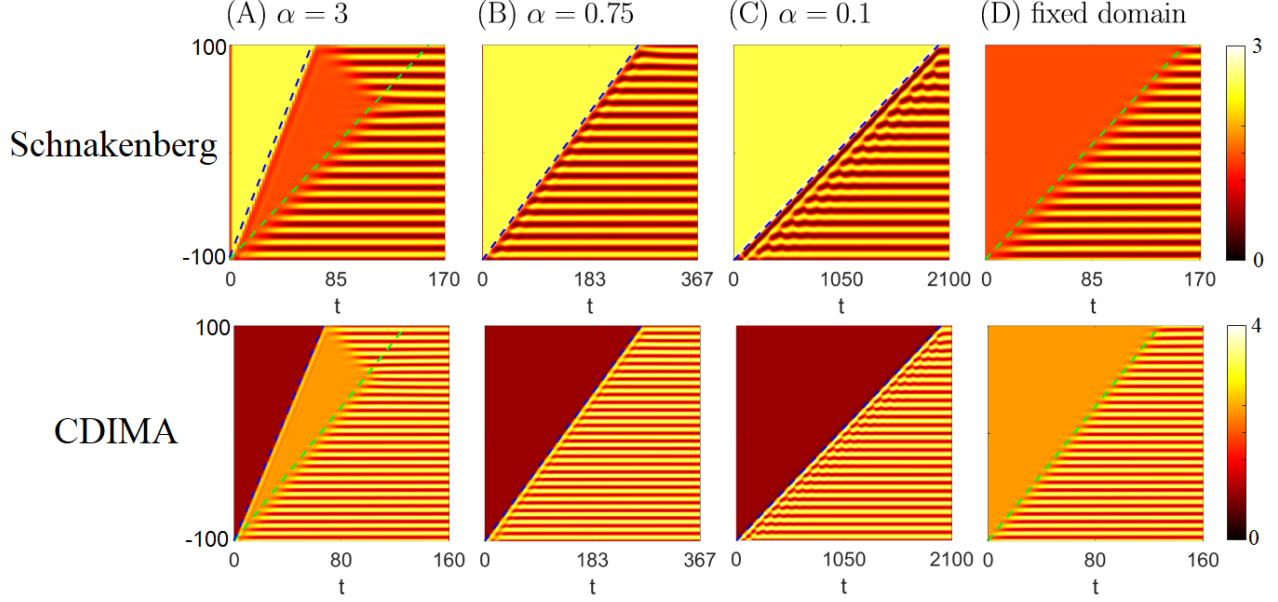 (A) α = 3 (B) α = 0.75 (C) α = 0.1 (D) fixed domain
100 3
Schnakenberg
-100 0
0 85 170 0 183 367 0 1050 2100 0 85 170
t t t t
100 4
CDIMA
-100 0
0 80 160 0 183 367 0 1050 2100 0 80 160
t t t t